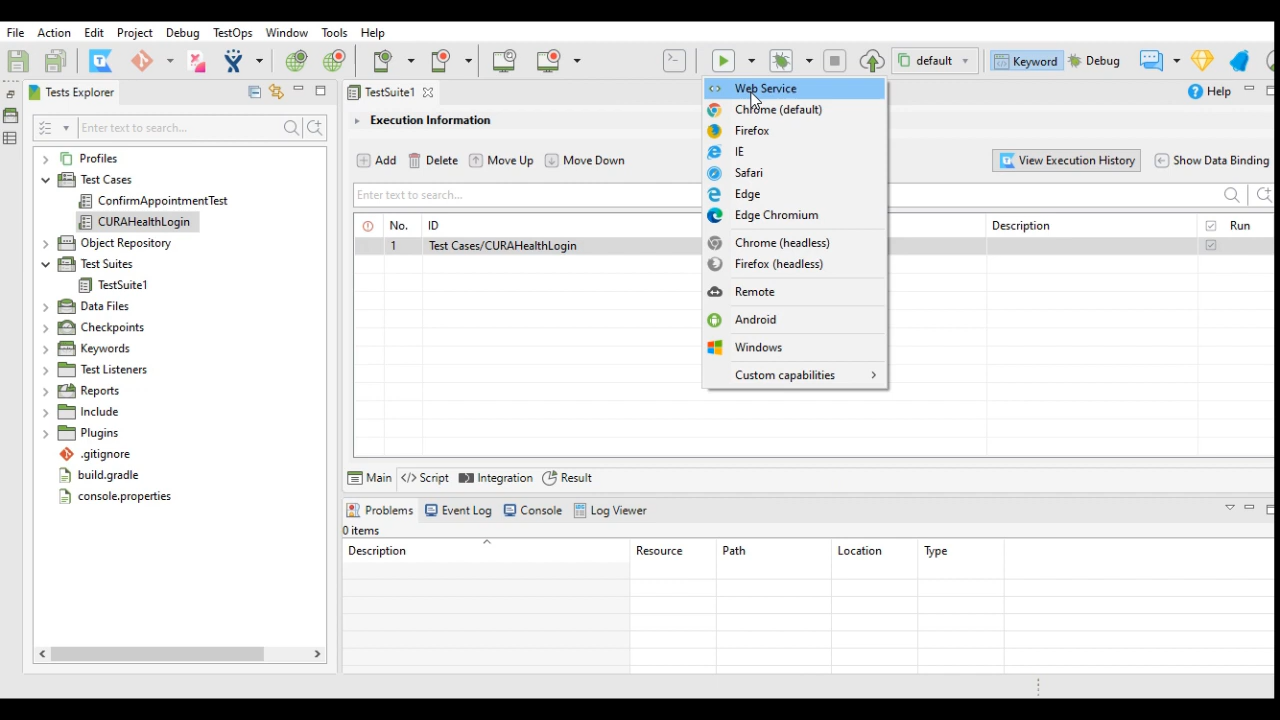 File Action Edit Project Debug TestOps Window Tools Help
default Keyword Debug
Tests Explorer
Enter text to search...
Profiles
Test Cases
ConfirmAppointmentTest
CURAHealthLogin
Object Repository
Test Suites
TestSuite1
Data Files
Checkpoints
Keywords
Test Listeners
Reports
Include
Plugins
.gitignore
build.gradle
console.properties
TestSuite1
Help
Execution Information
Add Delete Move Up Move Down
View Execution History Show Data Binding
Enter text to search...
No. ID Description Run
1 Test Cases/CURAHealthLogin
Web Service
Chrome (default)
Firefox
IE
Safari
Edge
Edge Chromium
Chrome (headless)
Firefox (headless)
Remote
Android
Windows
Custom capabilities
Main </> Script Integration Result
Problems Event Log Console Log Viewer
0 items
Description Resource Path Location Type